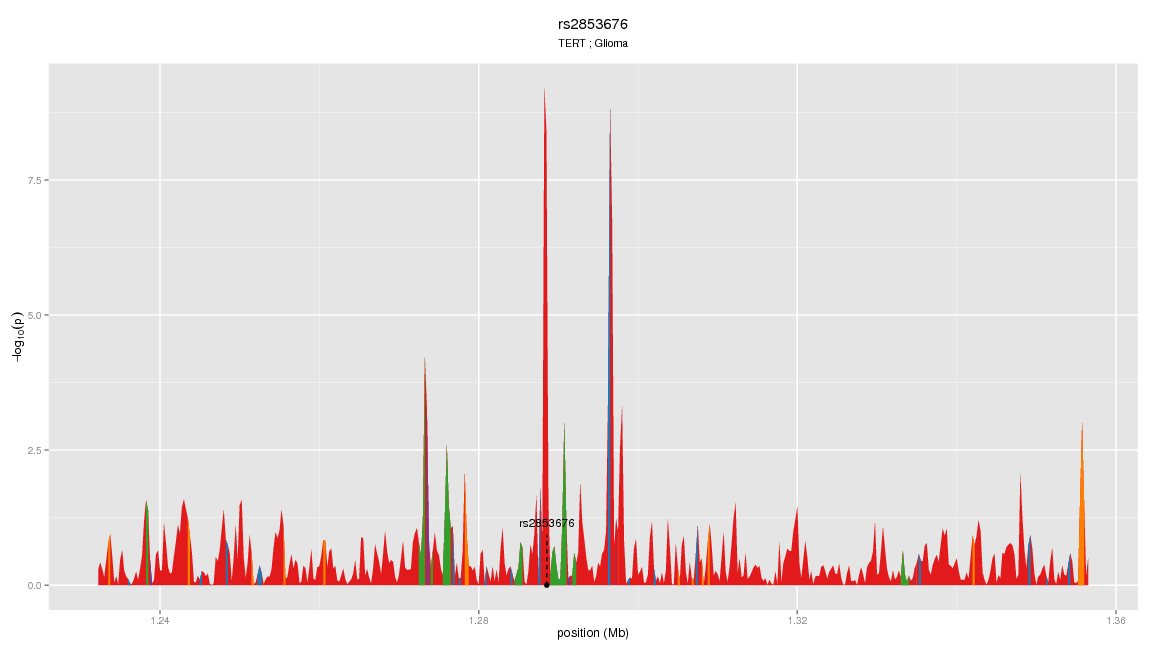 rs2853676
TERT ; Glioma
7.5
5.0
2.5
0.0
−log10(p)
rs2853676
1.24
1.28
1.32
1.36
position (Mb)